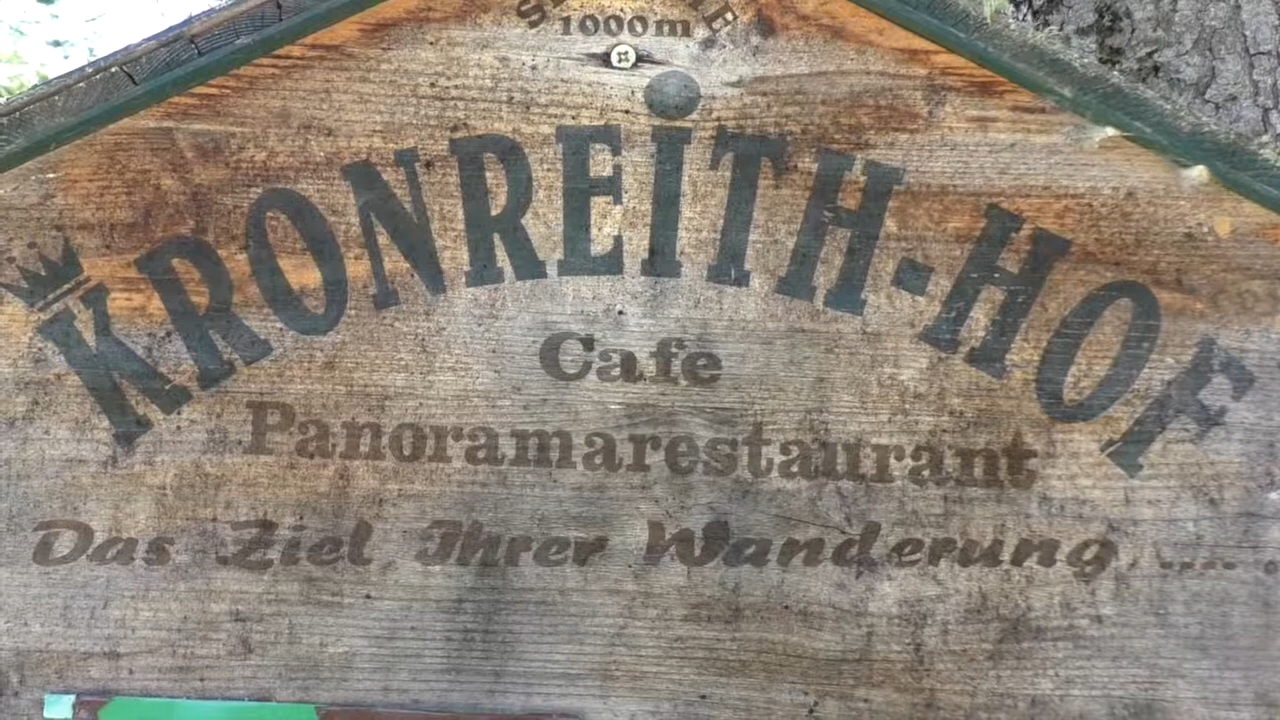 1000m
KRONREiTH-HOF
Cafe
Panoramarestaurant
Das Ziel Ihrer Wanderung.....